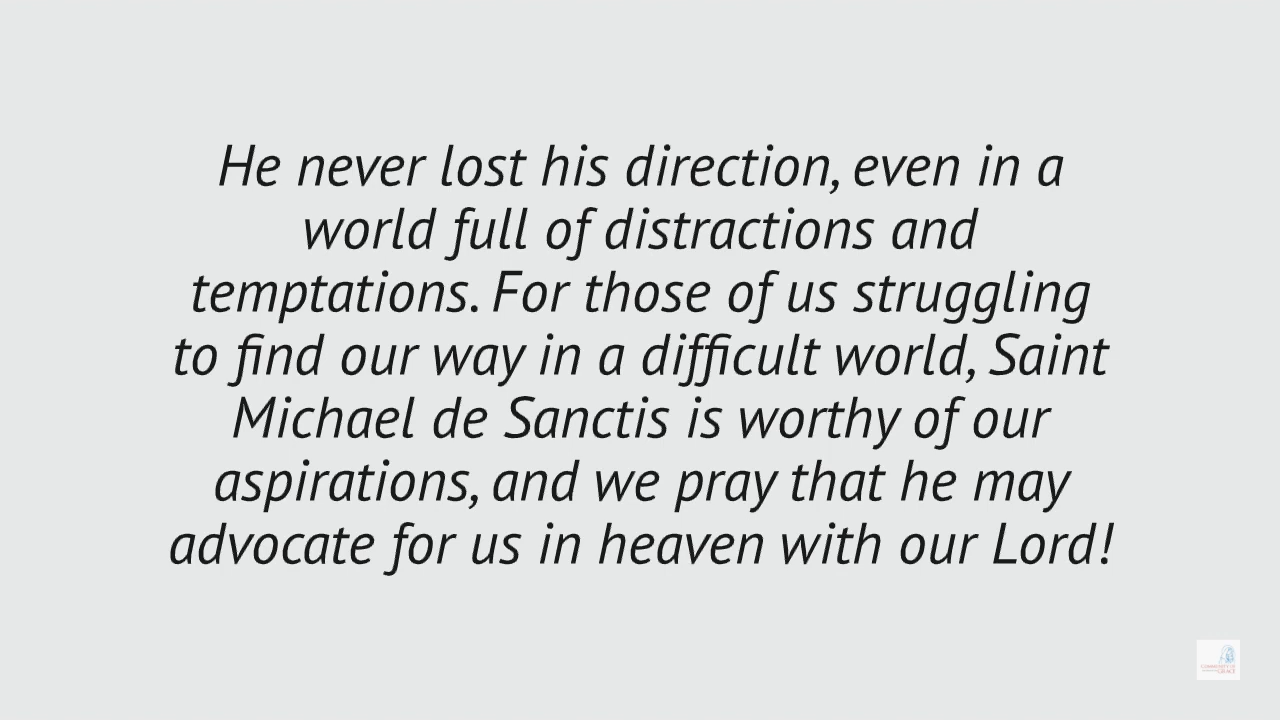 He never lost his direction, even in a
world full of distractions and
temptations. For those of us struggling
to find our way in a difficult world, Saint
Michael de Sanctis is worthy of our
aspirations, and we pray that he may
advocate for us in heaven with our Lord!
GRACE